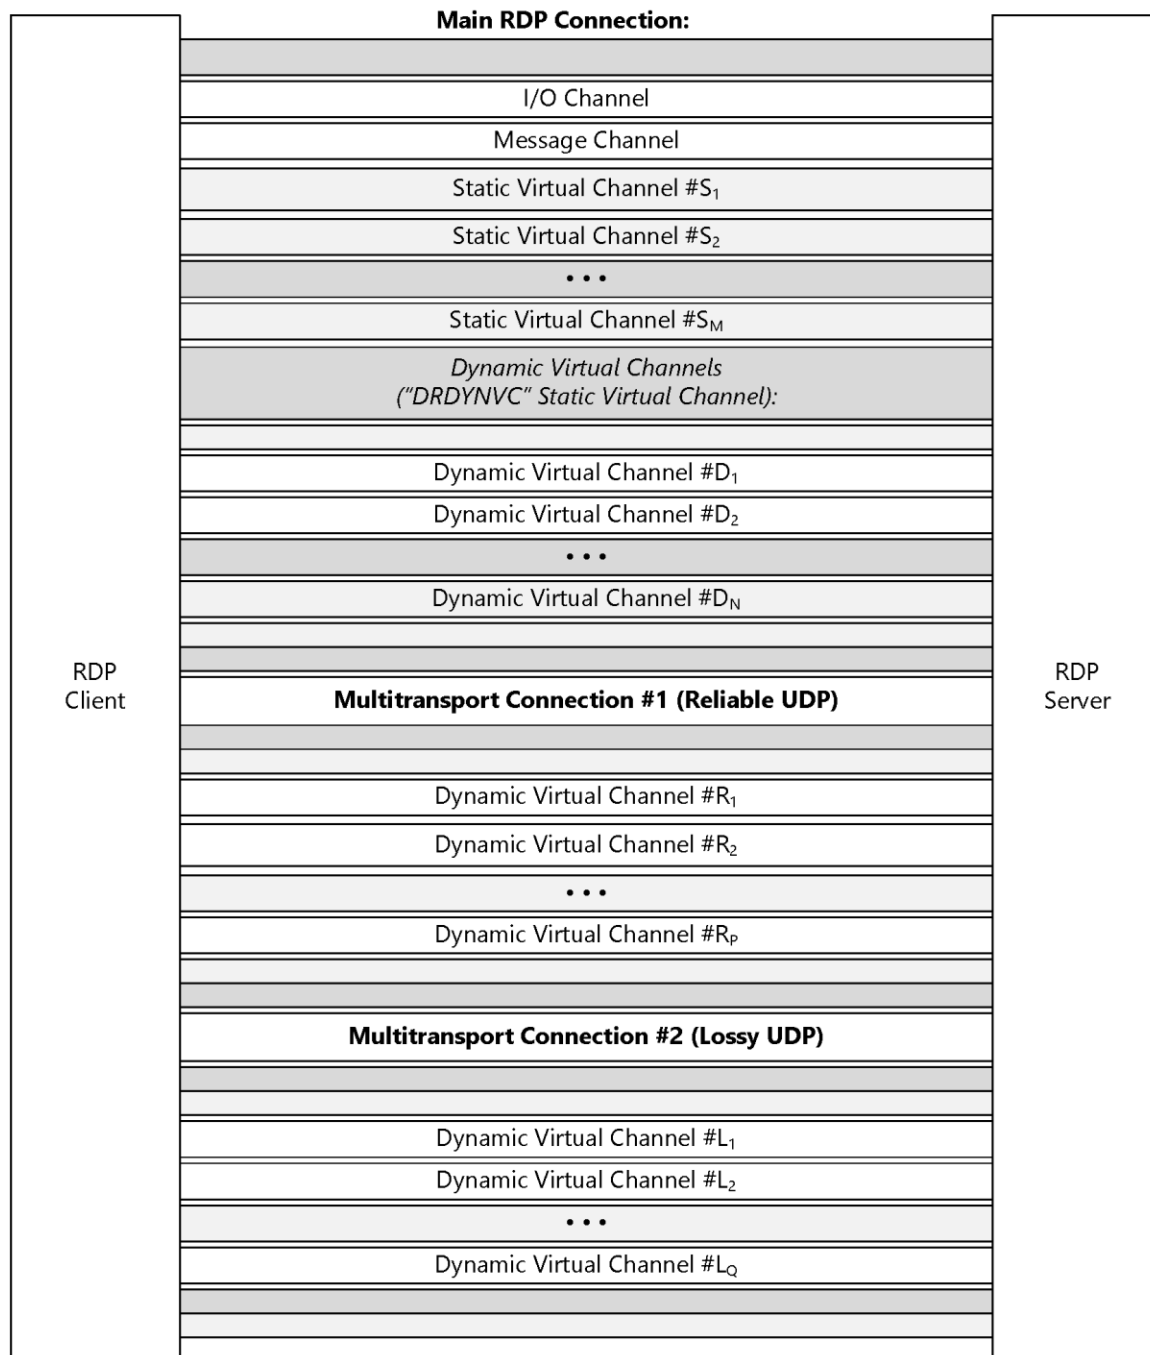 Main RDP Connection:
I/O Channel
Message Channel
Static Virtual Channel #S₁
Static Virtual Channel #S₂
• • •
Static Virtual Channel #Sₘ
Dynamic Virtual Channels
("DRDYNVC" Static Virtual Channel):
Dynamic Virtual Channel #D₁
Dynamic Virtual Channel #D₂
• • •
Dynamic Virtual Channel #D_N
RDP
Client
RDP
Server
Multitransport Connection #1 (Reliable UDP)
Dynamic Virtual Channel #R₁
Dynamic Virtual Channel #R₂
• • •
Dynamic Virtual Channel #R_P
Multitransport Connection #2 (Lossy UDP)
Dynamic Virtual Channel #L₁
Dynamic Virtual Channel #L₂
• • •
Dynamic Virtual Channel #L_Q